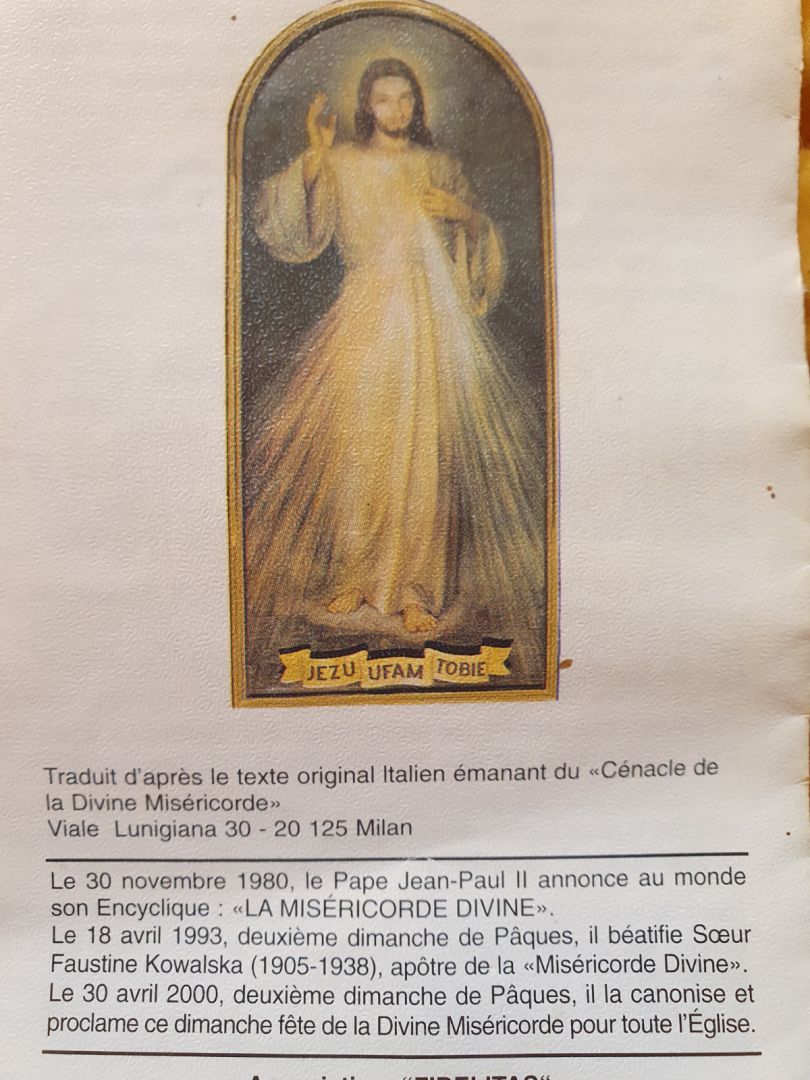 JEZU UFAM TOBIE
Traduit d'après le texte original Italien émanant du «Cénacle de
la Divine Miséricorde»
Viale Lunigiana 30 - 20 125 Milan
Le 30 novembre 1980, le Pape Jean-Paul II annonce au monde
son Encyclique : «LA MISÉRICORDE DIVINE».
Le 18 avril 1993, deuxième dimanche de Pâques, il béatifie Sœur
Faustine Kowalska (1905-1938), apôtre de la «Miséricorde Divine».
Le 30 avril 2000, deuxième dimanche de Pâques, il la canonise et
proclame ce dimanche fête de la Divine Miséricorde pour toute l'Église.
Association "FIDELITAS"